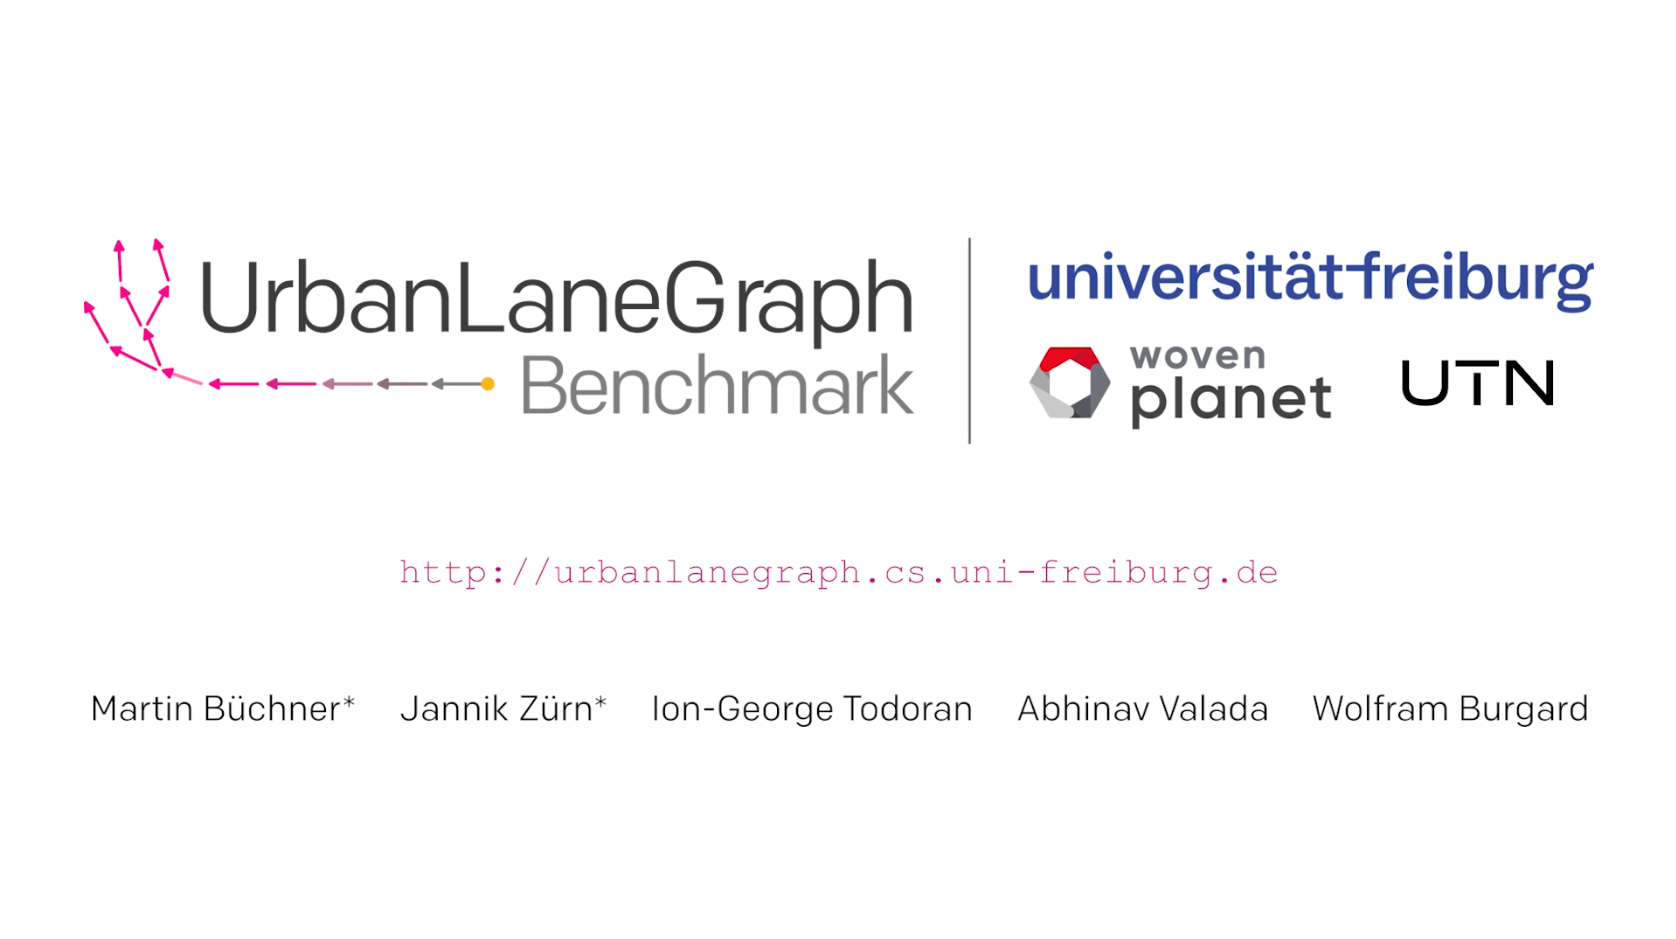 UrbanLaneGraph
Benchmark
universität freiburg
woven
planet
UTN
http://urbanlanegraph.cs.uni-freiburg.de
Martin Büchner* Jannik Zürn* Ion-George Todoran Abhinav Valada Wolfram Burgard